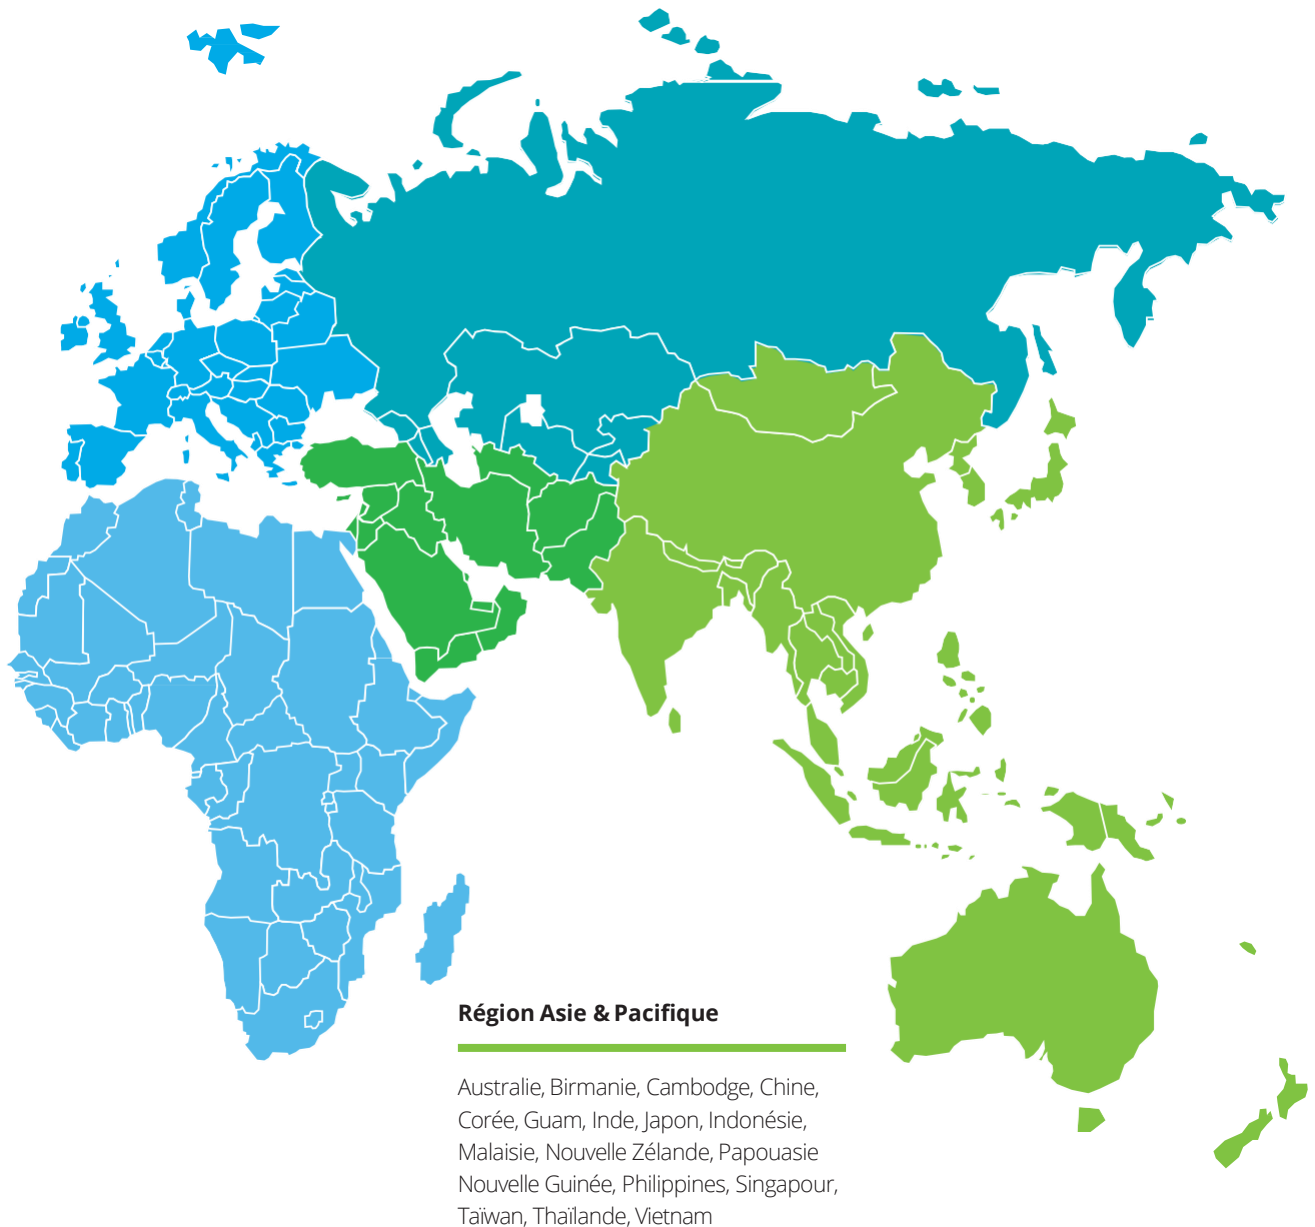 Région Asie & Pacifique
Australie, Birmanie, Cambodge, Chine,
Corée, Guam, Inde, Japon, Indonésie,
Malaisie, Nouvelle Zélande, Papouasie
Nouvelle Guinée, Philippines, Singapour,
Taïwan, Thaïlande, Vietnam